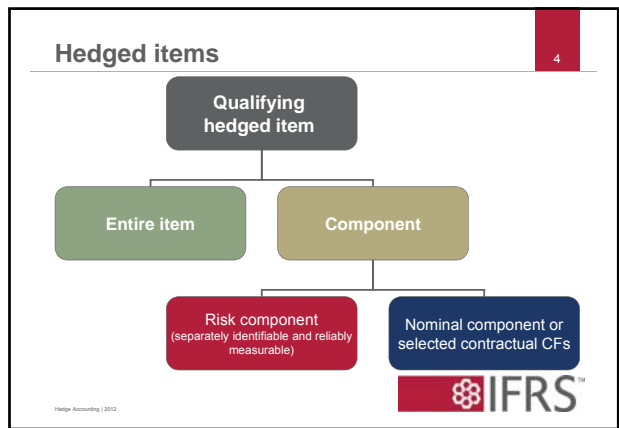 Hedged items
4
Qualifying
hedged item
Entire item
Component
Risk component
(separately identifiable and reliably
measurable)
Nominal component or
selected contractual CFs
IFRS™
Hedge Accounting | 2012